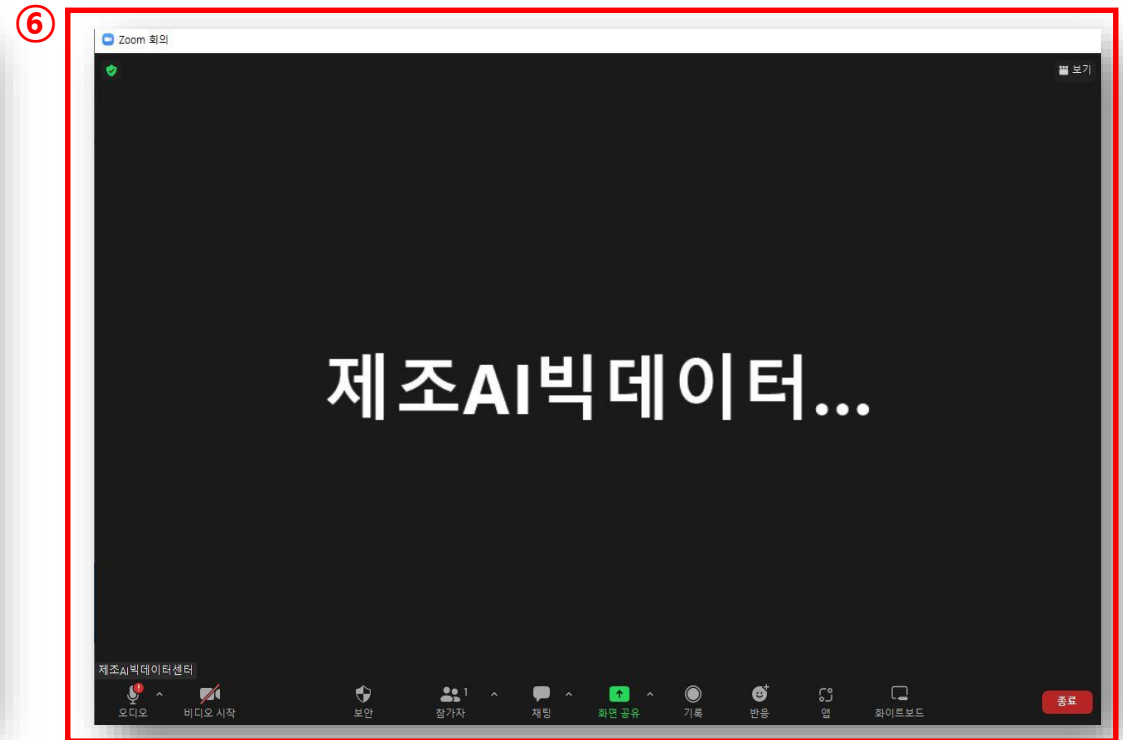 ⑥
Zoom 회의
보기
제조AI빅데이터...
제조AI빅데이터센터
오디오 비디오 시작 보안 참가자 1 채팅 화면 공유 기록 반응 앱 화이트보드 종료